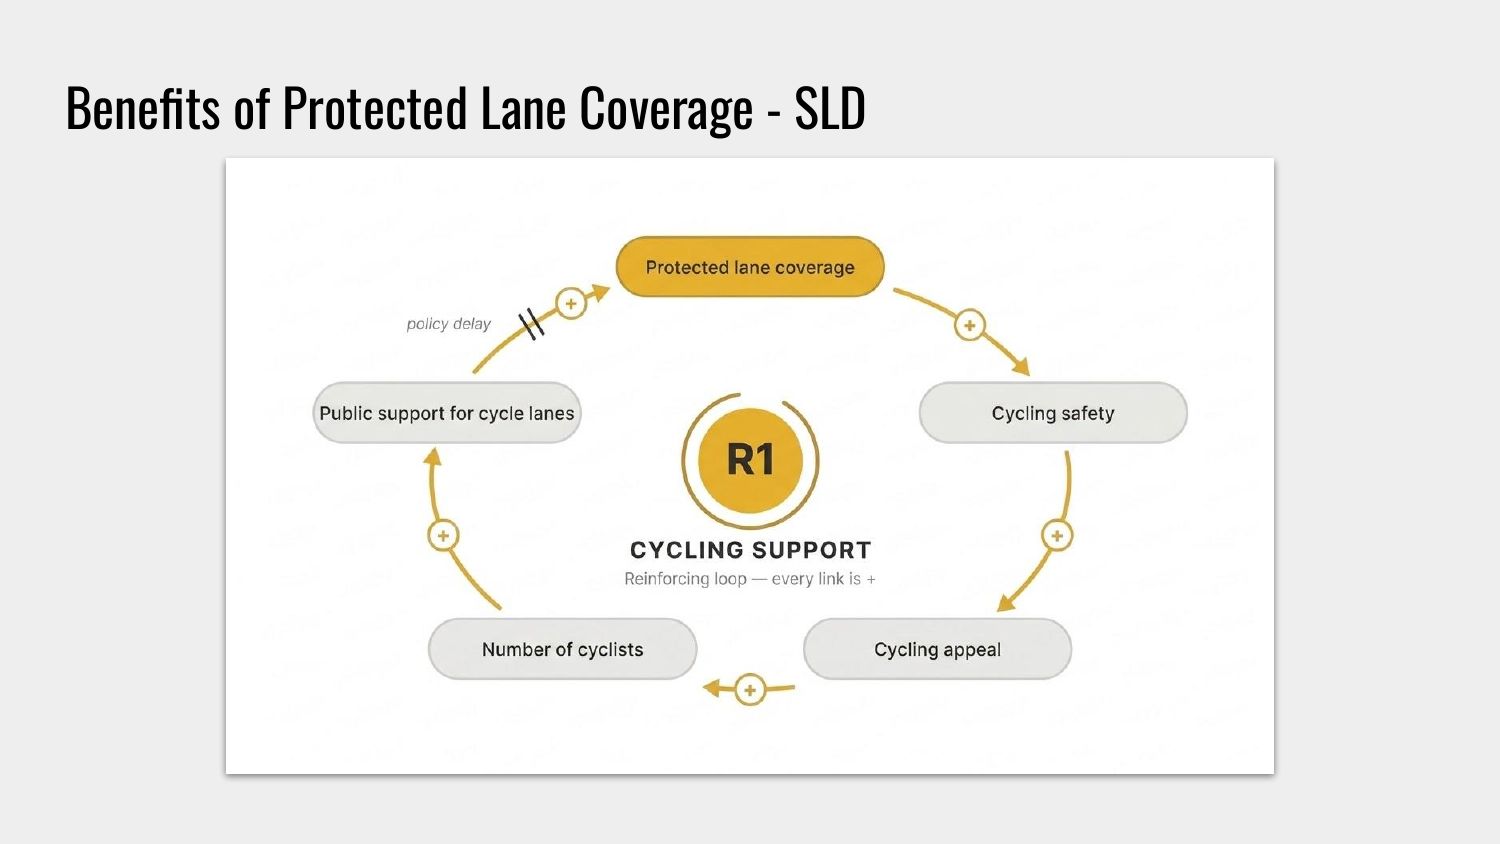 Benefits of Protected Lane Coverage - SLD
Protected lane coverage
+
+
policy delay
Public support for cycle lanes
Cycling safety
R1
+
+
CYCLING SUPPORT
Reinforcing loop — every link is +
Number of cyclists
Cycling appeal
+